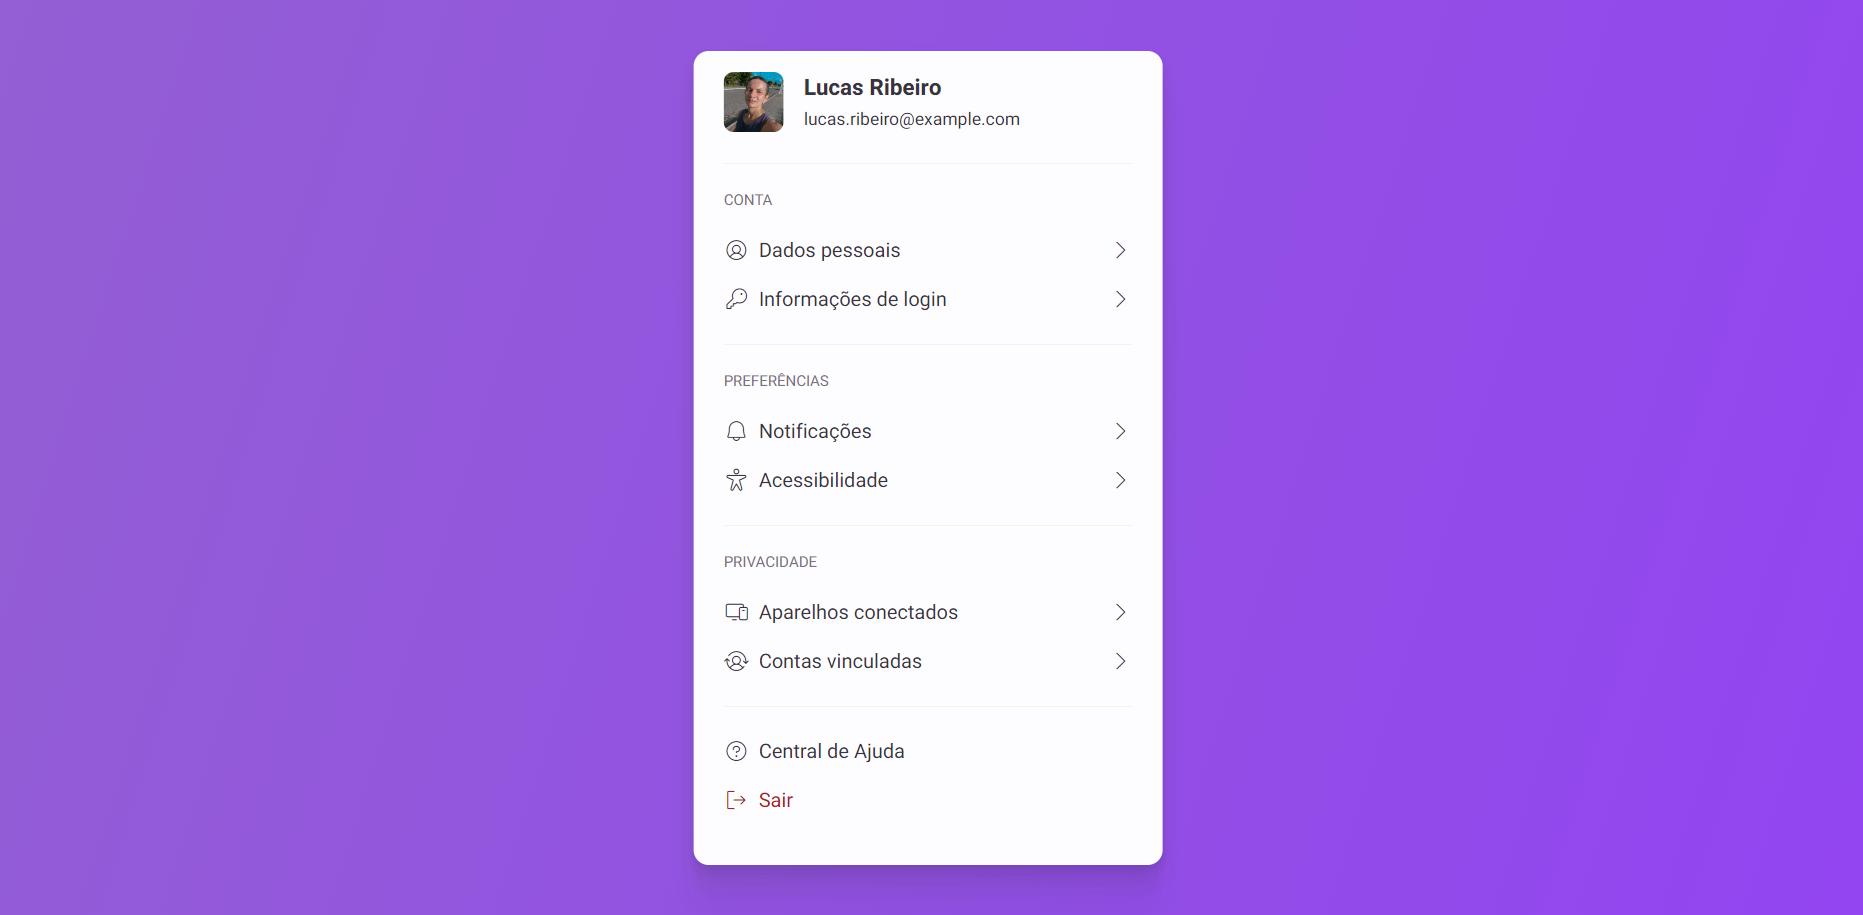 Lucas Ribeiro
lucas.ribeiro@example.com
CONTA
Dados pessoais
Informações de login
PREFERÊNCIAS
Notificações
Acessibilidade
PRIVACIDADE
Aparelhos conectados
Contas vinculadas
Central de Ajuda
Sair